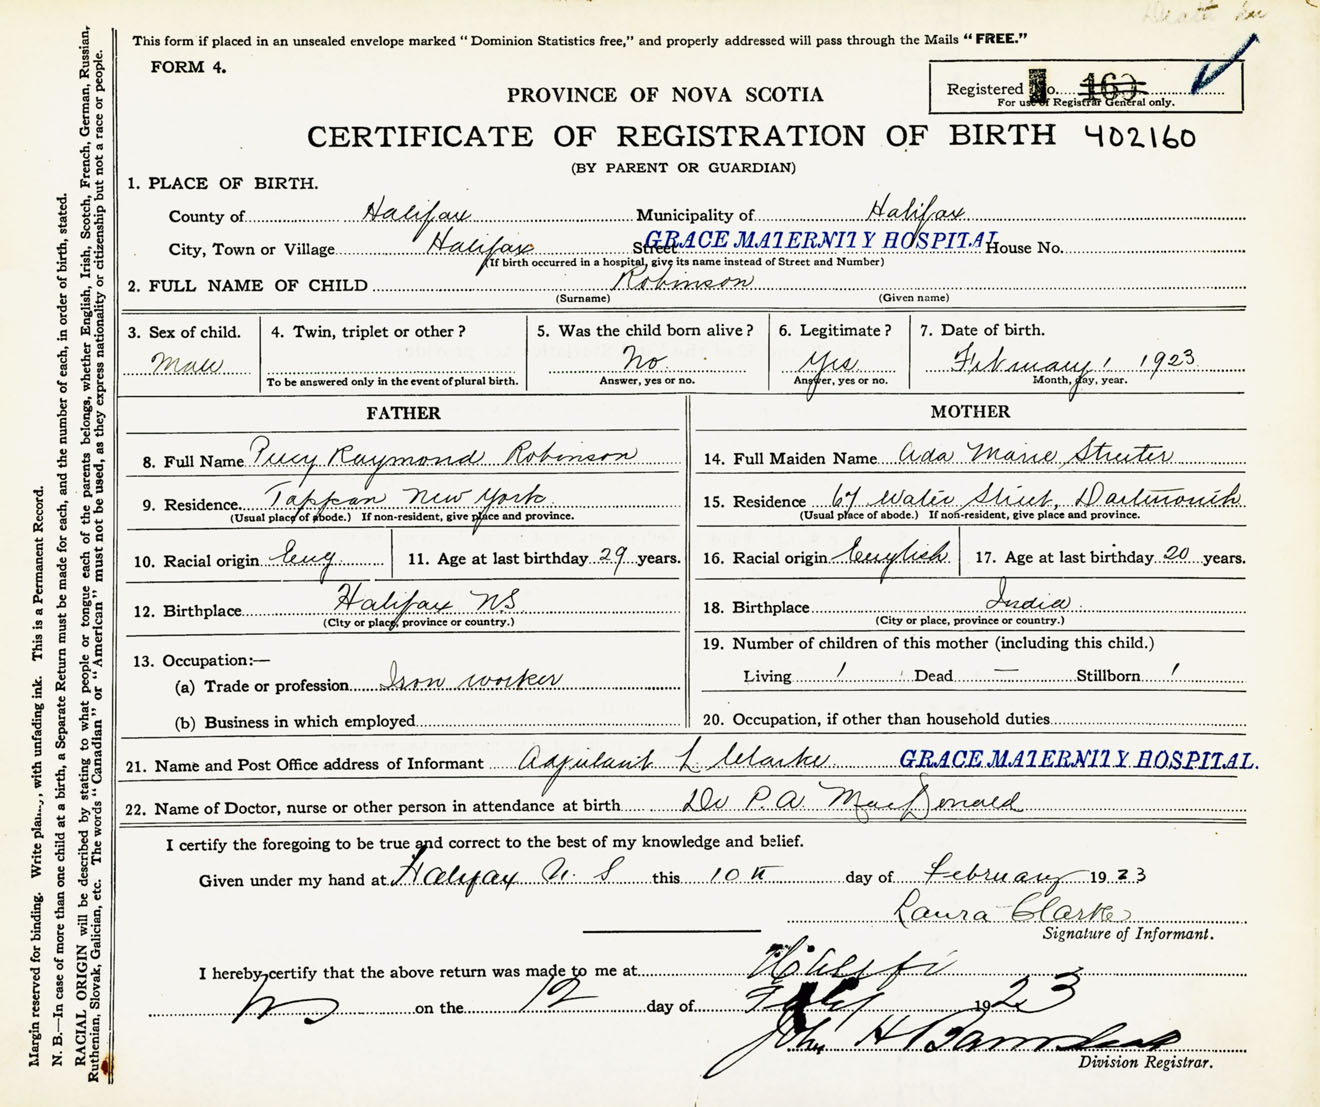 Death
This form if placed in an unsealed envelope marked "Dominion Statistics free," and properly addressed will pass through the Mails "FREE."
FORM 4.
Registered No. 160
For use of Registrar General only.
PROVINCE OF NOVA SCOTIA
CERTIFICATE OF REGISTRATION OF BIRTH 402160
(BY PARENT OR GUARDIAN)
1. PLACE OF BIRTH.
County of Halifax Municipality of Halifax
City, Town or Village Halifax Street GRACE MATERNITY HOSPITAL House No.
(If birth occurred in a hospital, give its name instead of Street and Number)
2. FULL NAME OF CHILD Robinson
(Surname) (Given name)
3. Sex of child. 4. Twin, triplet or other? 5. Was the child born alive? 6. Legitimate? 7. Date of birth.
Male No. Yes February 1 1923
To be answered only in the event of plural birth. Answer, yes or no. Answer, yes or no. Month, day, year.
FATHER MOTHER
8. Full Name Percy Raymond Robinson 14. Full Maiden Name Ada Marie Streeter
9. Residence Tappan New York 15. Residence 67 Water Street, Dartmouth
(Usual place of abode.) If non-resident, give place and province. (Usual place of abode.) If non-resident, give place and province.
10. Racial origin Eng 11. Age at last birthday 29 years. 16. Racial origin English 17. Age at last birthday 20 years.
12. Birthplace Halifax NS 18. Birthplace India
(City or place, province or country.) (City or place, province or country.)
19. Number of children of this mother (including this child.)
13. Occupation:—
Living 1 Dead — Stillborn 1
(a) Trade or profession Iron worker
(b) Business in which employed 20. Occupation, if other than household duties
21. Name and Post Office address of Informant Adjutant L Clarke GRACE MATERNITY HOSPITAL.
22. Name of Doctor, nurse or other person in attendance at birth Dr P.A. MacDonald
I certify the foregoing to be true and correct to the best of my knowledge and belief.
Given under my hand at Halifax N. S this 10th day of February 1923
Laura Clarke
Signature of Informant.
I hereby certify that the above return was made to me at Halifx
NS on the 12 day of Feby 1923
John H Barnstead
Division Registrar.
Margin reserved for binding. Write plai..., with unfading ink. This is a Permanent Record.
N. B.—In case of more than one child at a birth, a Separate Return must be made for each, and the number of each, in order of birth, stated.
RACIAL ORIGIN will be described by stating to what people or tongue each of the parents belongs, whether English, Irish, Scotch, French, German, Russian,
Ruthenian, Slovak, Galician, etc. The words "Canadian" or "American" must not be used, as they express nationality or citizenship but not a race or people.